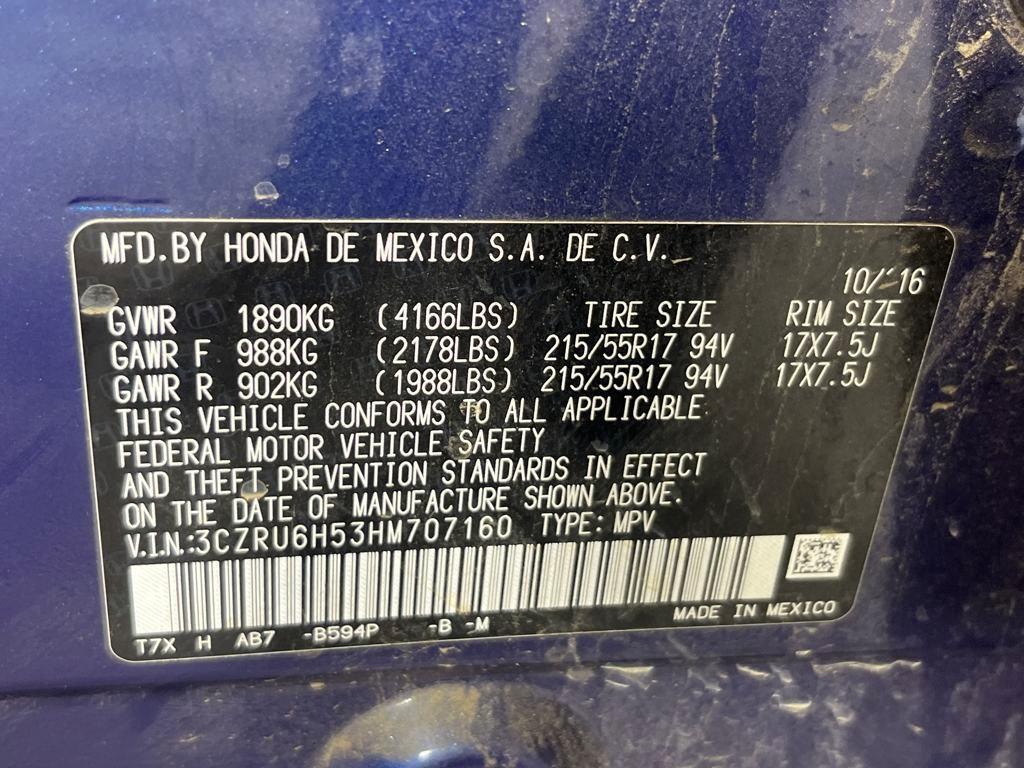 MFD.BY HONDA DE MEXICO S.A. DE C.V.
10/16
GVWR 1890KG (4166LBS) TIRE SIZE RIM SIZE
GAWR F 988KG (2178LBS) 215/55R17 94V 17X7.5J
GAWR R 902KG (1988LBS) 215/55R17 94V 17X7.5J
THIS VEHICLE CONFORMS TO ALL APPLICABLE
FEDERAL MOTOR VEHICLE SAFETY
AND THEFT PREVENTION STANDARDS IN EFFECT
ON THE DATE OF MANUFACTURE SHOWN ABOVE.
V.I.N.:3CZRU6H53HM707160 TYPE: MPV
MADE IN MEXICO
T7X H AB7 -B594P -B -M